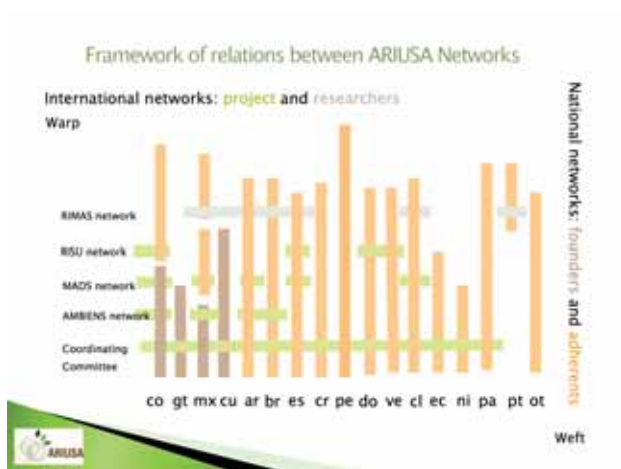 Framework of relations between ARIUSA Networks
International networks: project and researchers
Warp
National networks: founders and adherents
RIMAS network
RISU network
MADS network
AMBIENS network
Coordinating
Committee
co gt mx cu ar br es cr pe do ve cl ec ni pa pt ot
Weft
ARIUSA